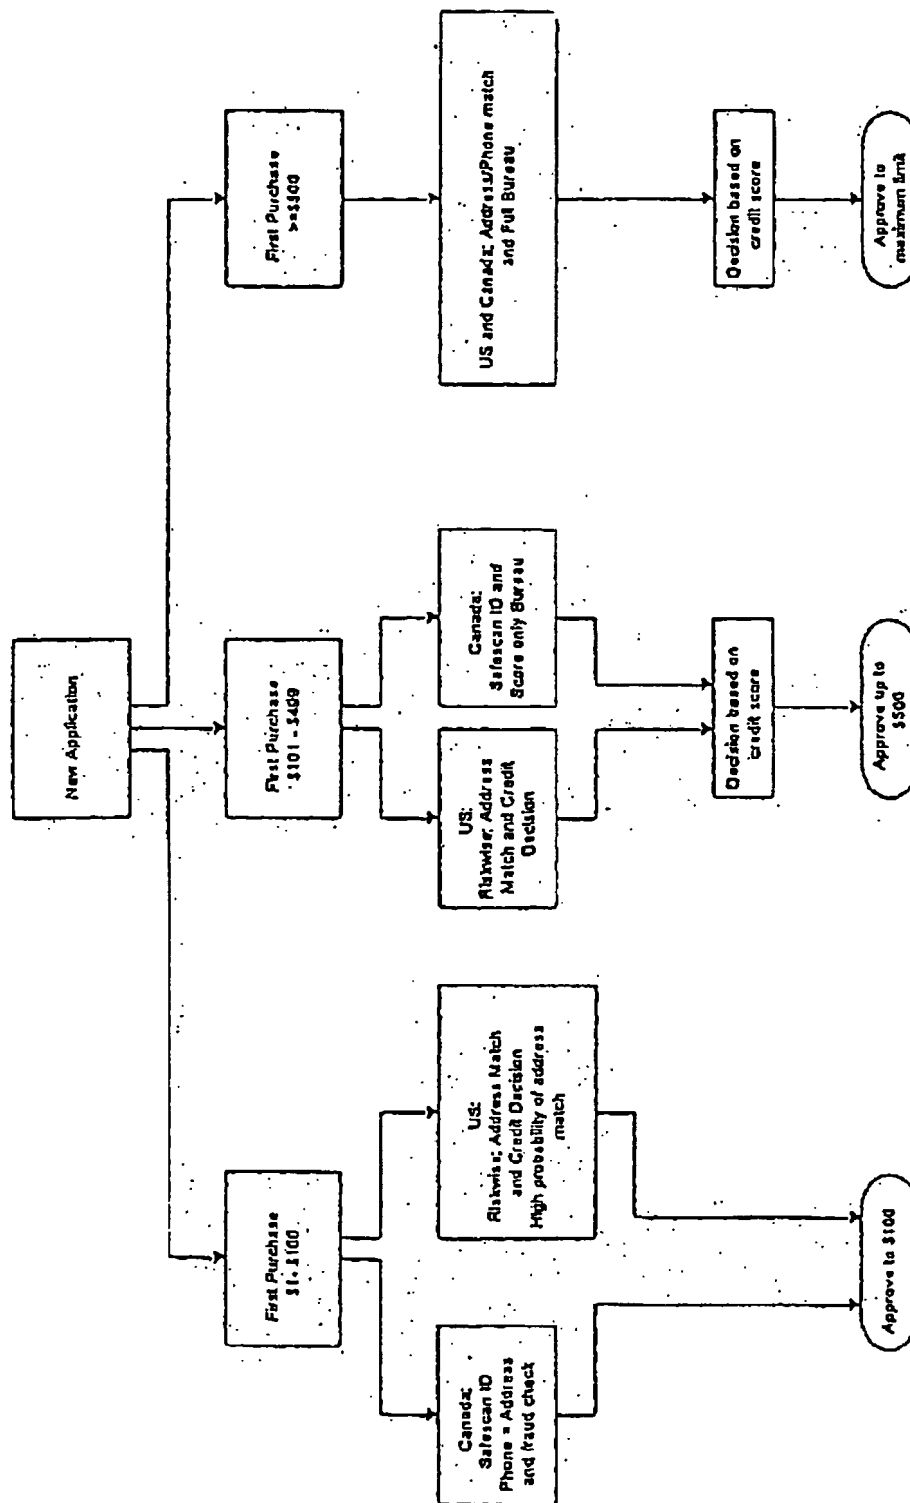 New Application
First Purchase
$1 - $100
First Purchase
$101 - $499
First Purchase
>=$500
Canada:
Safescan ID
Phone = Address
and fraud check
US:
Riskwise; Address Match
and Credit Decision
High probability of address
match
US:
Riskwise; Address
Match and Credit
Decision
Canada:
Safescan ID and
Score only Bureau
US and Canada; Address/Phone match
and Full Bureau
Decision based on
credit score
Decision based on
credit score
Approve to $100
Approve up to
$500
Approve to
maximum limit